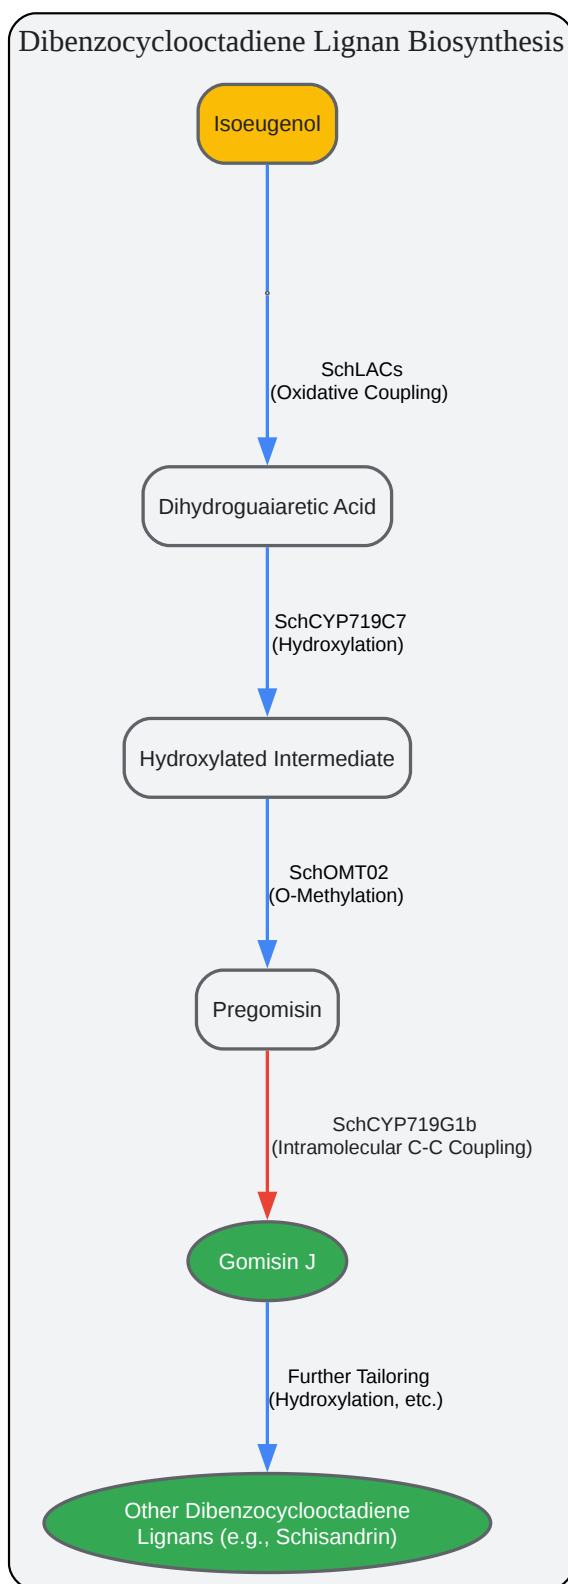 Dibenzocyclooctadiene Lignan Biosynthesis
Isoeugenol
SchLACs
(Oxidative Coupling)
Dihydroguaiaretic Acid
SchCYP719C7
(Hydroxylation)
Hydroxylated Intermediate
SchOMT02
(O-Methylation)
Pregomisin
SchCYP719G1b
(Intramolecular C-C Coupling)
Gomisin J
Further Tailoring
(Hydroxylation, etc.)
Other Dibenzocyclooctadiene
Lignans (e.g., Schisandrin)